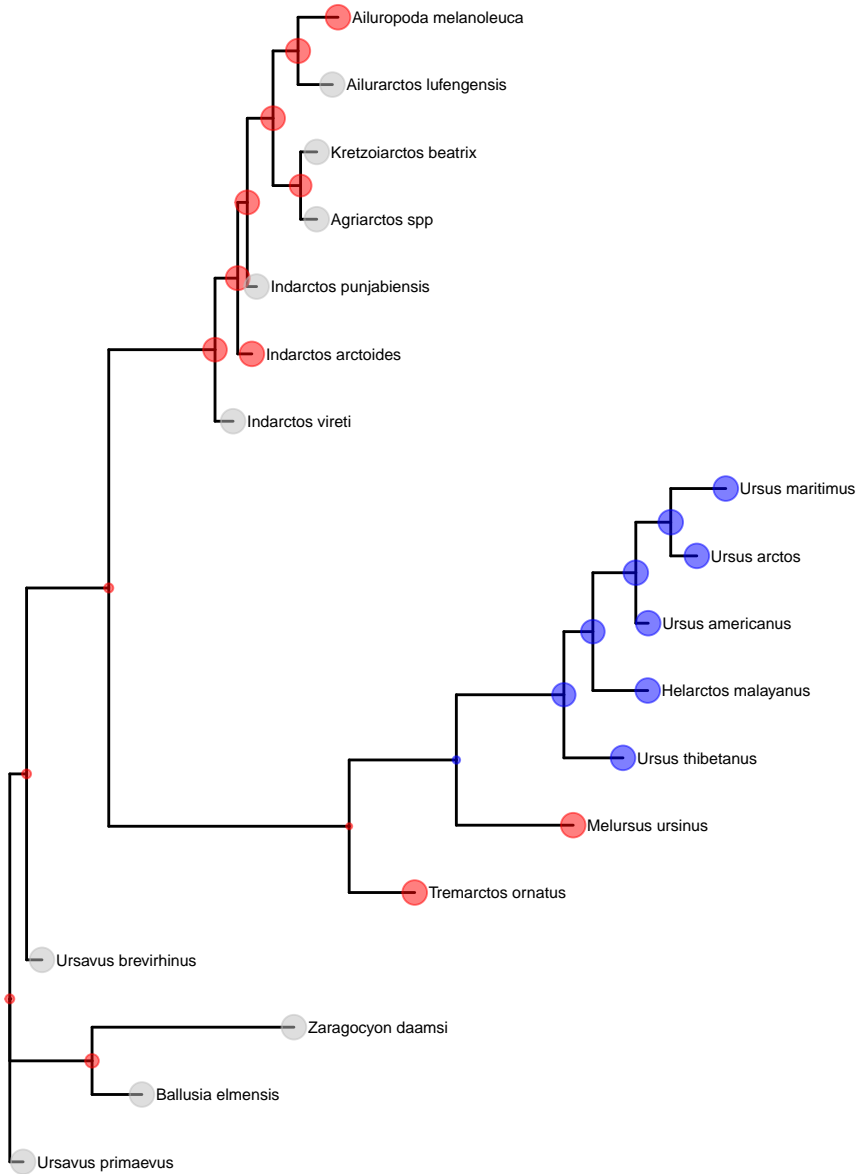 Ailuropoda melanoleuca
Ailurarctos lufengensis
Kretzoiarctos beatrix
Agriarctos spp
Indarctos punjabiensis
Indarctos arctoides
Indarctos vireti
Ursus maritimus
Ursus arctos
Ursus americanus
Helarctos malayanus
Ursus thibetanus
Melursus ursinus
Tremarctos ornatus
Ursavus brevirhinus
Zaragocyon daamsi
Ballusia elmensis
Ursavus primaevus